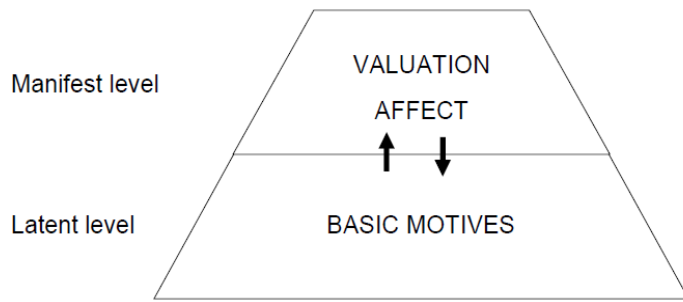 Manifest level
VALUATION
AFFECT
Latent level
BASIC MOTIVES